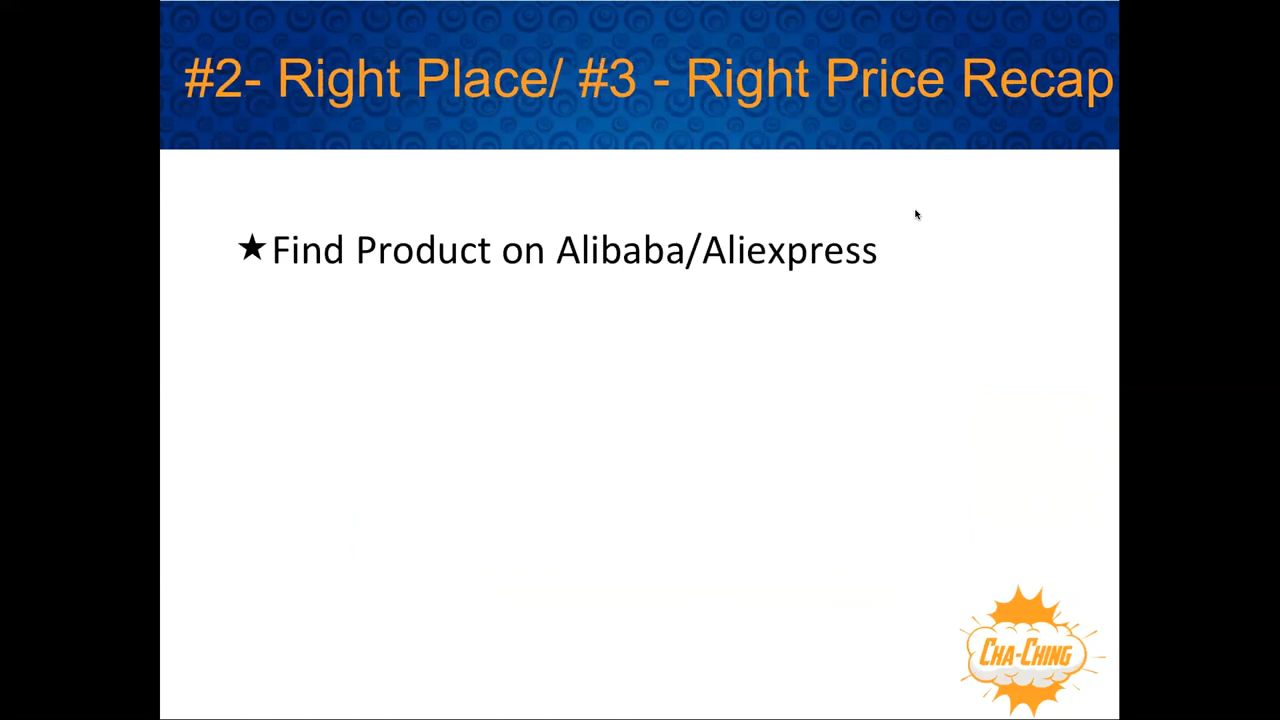 #2- Right Place/ #3 - Right Price Recap
★Find Product on Alibaba/Aliexpress
CHA-CHING